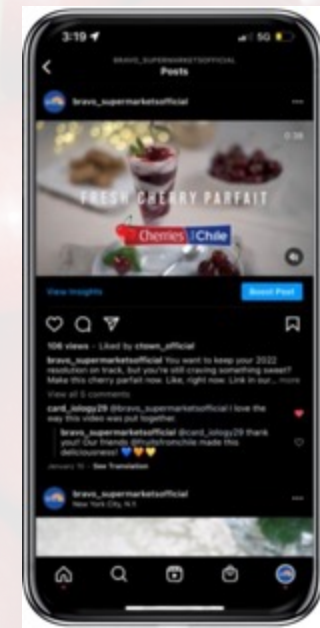 3:19
5G
BRAVO_SUPERMARKETSOFFICIAL
Posts
bravo_supermarketsofficial
0:36
FRESH CHERRY PARFAIT
Cherries Chile
View Insights
Boost Post
106 views · Liked by ctown_official
bravo_supermarketsofficial You want to keep your 2022
resolution on track, but you're still craving something sweet?
Make this cherry parfait now. Like, right now. Link in our... more
View all 5 comments
card_iology29 @bravo_supermarketsofficial I love the
way this video was put together.
bravo_supermarketsofficial @card_iology29 thank
you!! Our friends @fruitsfromchile made this
deliciousness! 💙🧡💛
January 10 · See Translation
bravo_supermarketsofficial
New York City, N.Y.